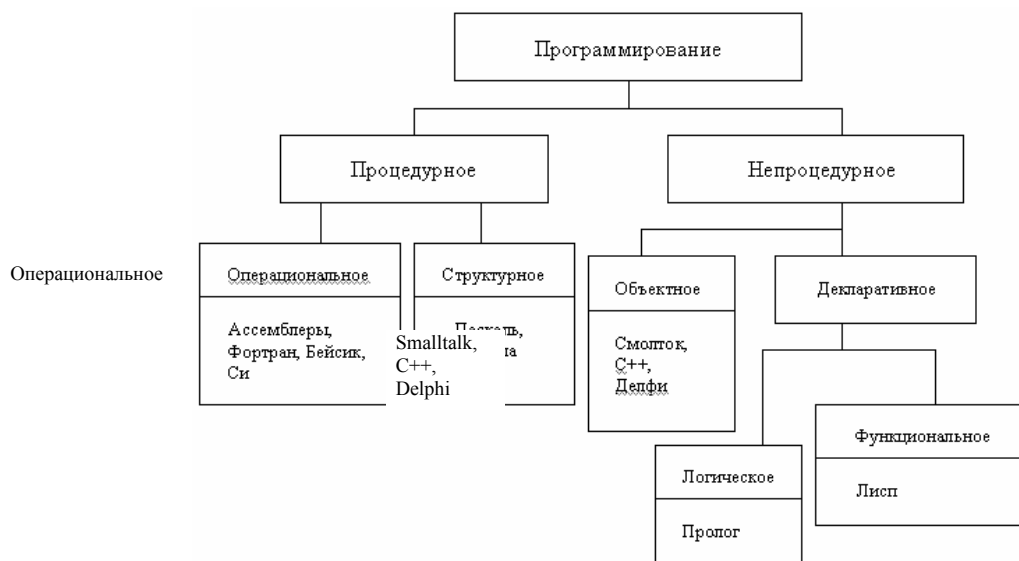 Программирование
Процедурное
Непроцедурное
Операциональное
Операциональное
Ассемблеры,
Фортран, Бейсик,
Си
Структурное
Smalltalk,
C++,
Delphi
Объектное
Смолток,
С++,
Делфи
Декларативное
Логическое
Пролог
Функциональное
Лисп